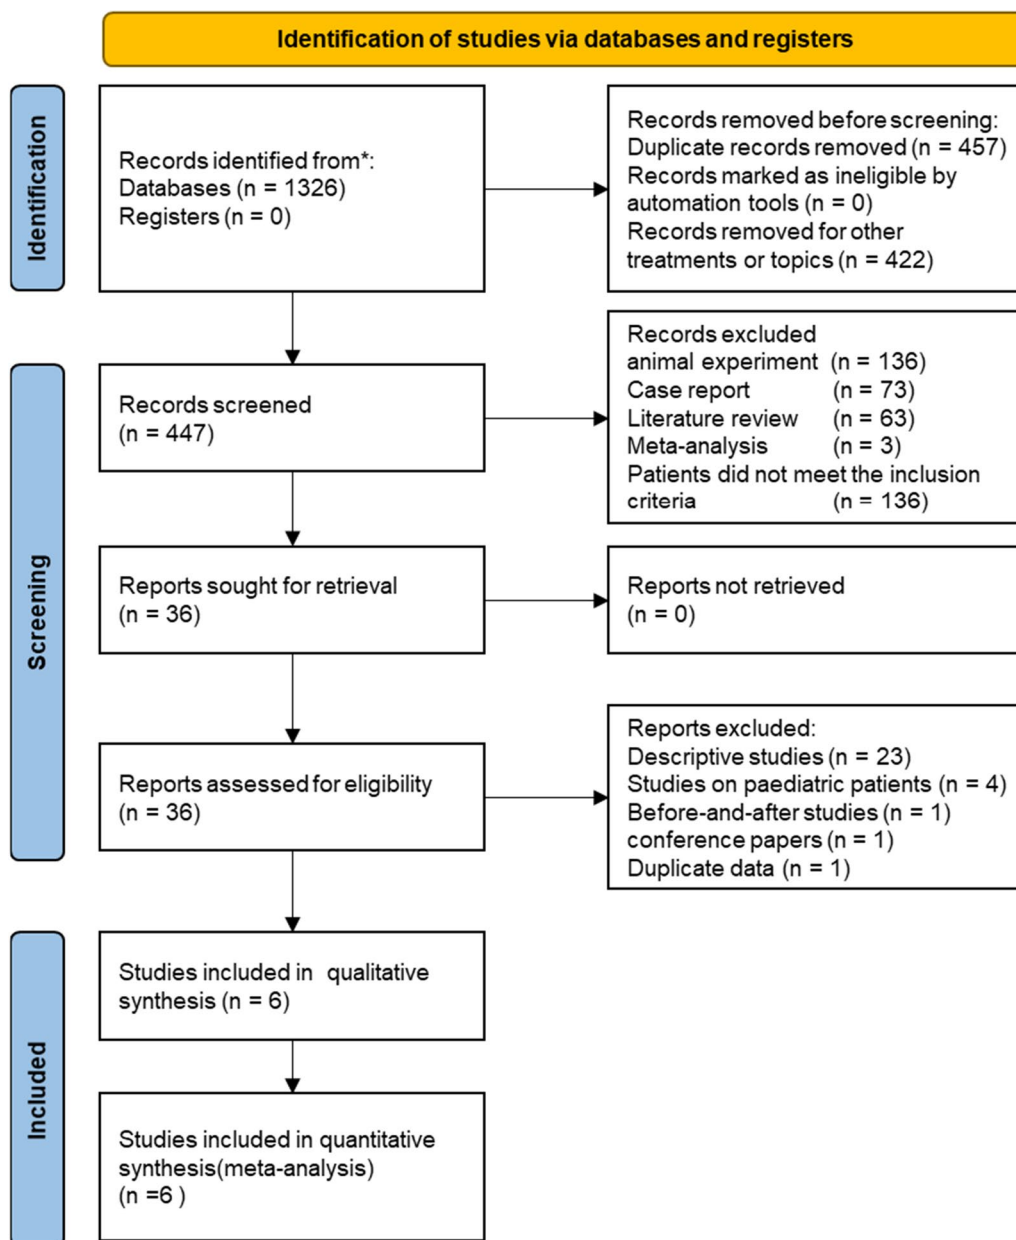 Identification of studies via databases and registers
Identification
Records identified from*:
Databases (n = 1326)
Registers (n = 0)
Records removed before screening:
Duplicate records removed (n = 457)
Records marked as ineligible by
automation tools (n = 0)
Records removed for other
treatments or topics (n = 422)
Screening
Records screened
(n = 447)
Records excluded
animal experiment (n = 136)
Case report (n = 73)
Literature review (n = 63)
Meta-analysis (n = 3)
Patients did not meet the inclusion
criteria (n = 136)
Reports sought for retrieval
(n = 36)
Reports not retrieved
(n = 0)
Reports assessed for eligibility
(n = 36)
Reports excluded:
Descriptive studies (n = 23)
Studies on paediatric patients (n = 4)
Before-and-after studies (n = 1)
conference papers (n = 1)
Duplicate data (n = 1)
Included
Studies included in qualitative
synthesis (n = 6)
Studies included in quantitative
synthesis(meta-analysis)
(n =6 )